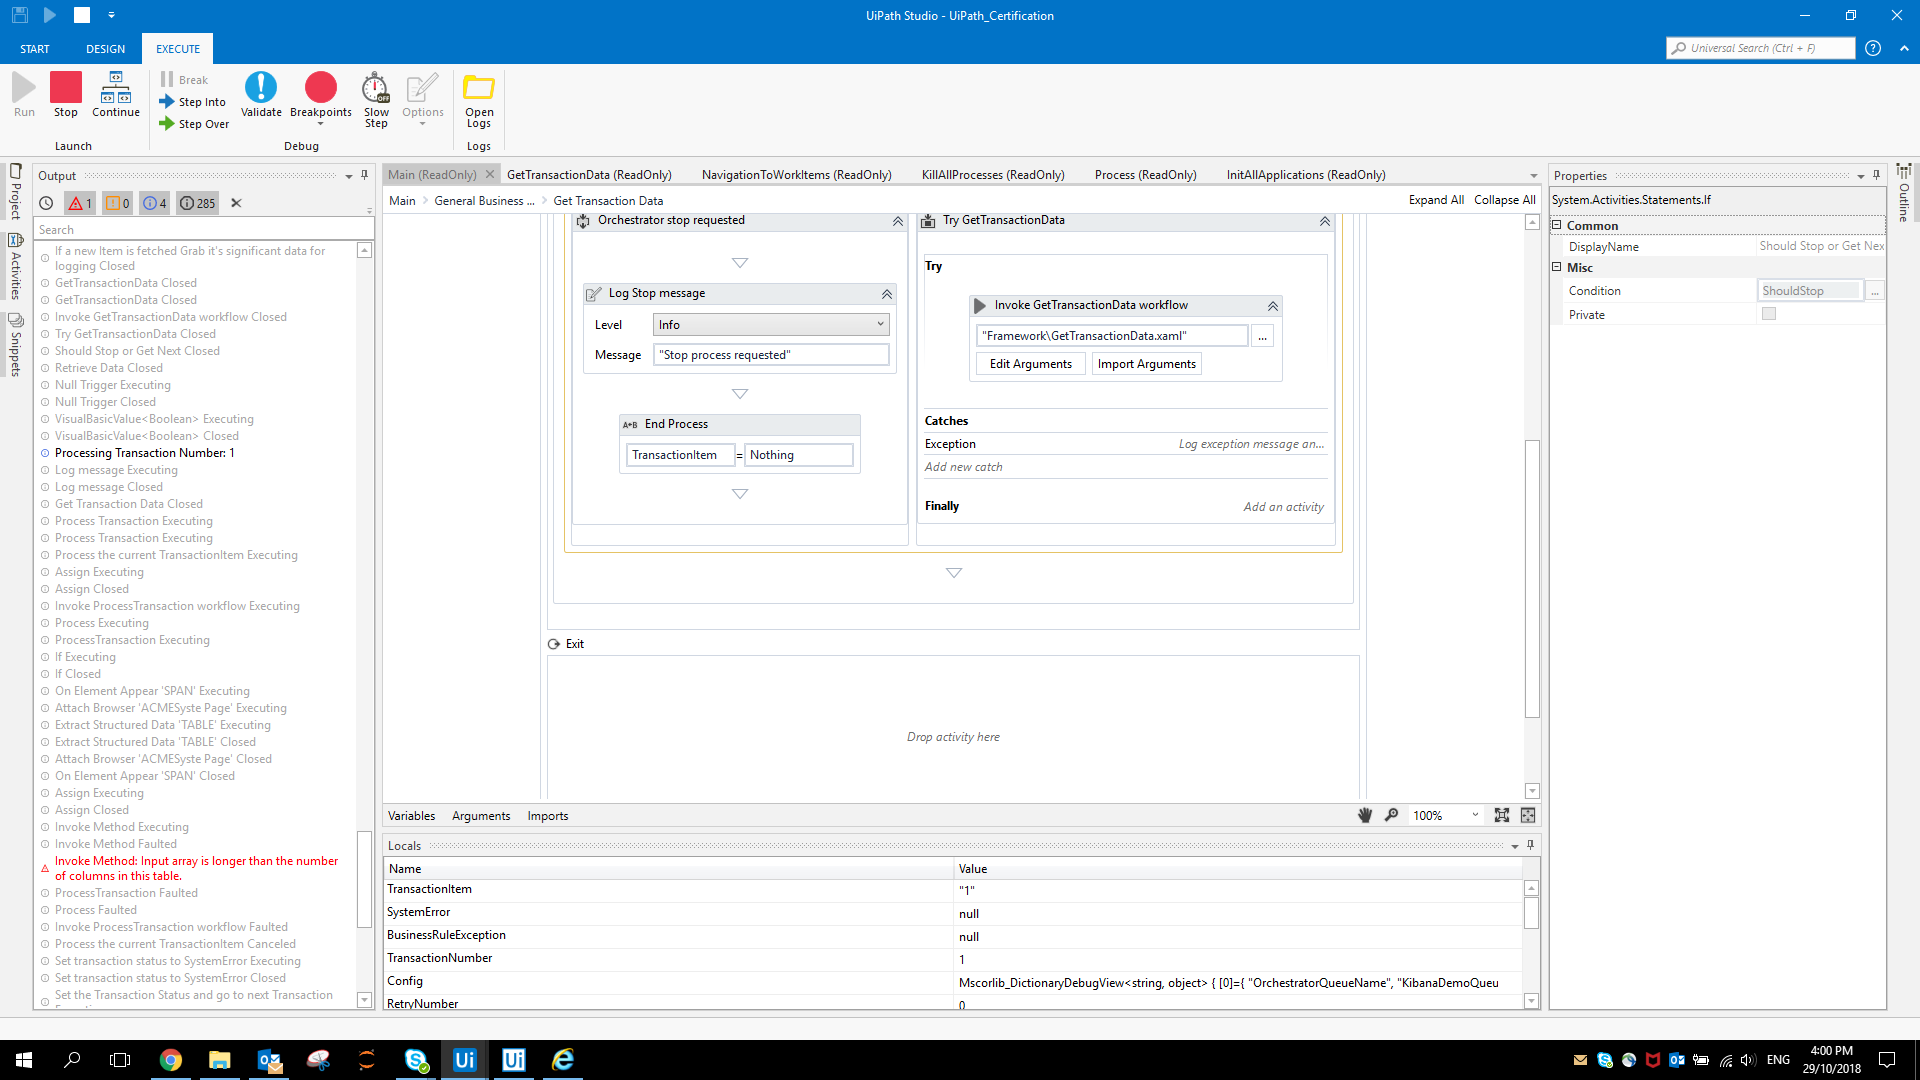 UiPath Studio - UiPath_Certification
START
DESIGN
EXECUTE
Universal Search (Ctrl + F)
Run
Stop
Continue
Break
Step Into
Step Over
Validate
Breakpoints
Slow
Step
OFF
Options
Open
Logs
Launch
Debug
Logs
Project
Activities
Snippets
Output
1
0
4
285
Search
If a new Item is fetched Grab it's significant data for
logging Closed
GetTransactionData Closed
GetTransactionData Closed
Invoke GetTransactionData workflow Closed
Try GetTransactionData Closed
Should Stop or Get Next Closed
Retrieve Data Closed
Null Trigger Executing
Null Trigger Closed
VisualBasicValue<Boolean> Executing
VisualBasicValue<Boolean> Closed
Processing Transaction Number: 1
Log message Executing
Log message Closed
Get Transaction Data Closed
Process Transaction Executing
Process Transaction Executing
Process the current TransactionItem Executing
Assign Executing
Assign Closed
Invoke ProcessTransaction workflow Executing
Process Executing
ProcessTransaction Executing
If Executing
If Closed
On Element Appear 'SPAN' Executing
Attach Browser 'ACMESyste Page' Executing
Extract Structured Data 'TABLE' Executing
Extract Structured Data 'TABLE' Closed
Attach Browser 'ACMESyste Page' Closed
On Element Appear 'SPAN' Closed
Assign Executing
Assign Closed
Invoke Method Executing
Invoke Method Faulted
Invoke Method: Input array is longer than the number
of columns in this table.
ProcessTransaction Faulted
Process Faulted
Invoke ProcessTransaction workflow Faulted
Process the current TransactionItem Canceled
Set transaction status to SystemError Executing
Set transaction status to SystemError Closed
Set the Transaction Status and go to next Transaction
Main (ReadOnly)
GetTransactionData (ReadOnly)
NavigationToWorkItems (ReadOnly)
KillAllProcesses (ReadOnly)
Process (ReadOnly)
InitAllApplications (ReadOnly)
Main > General Business ... > Get Transaction Data
Expand All
Collapse All
Orchestrator stop requested
Log Stop message
Level
Info
Message
"Stop process requested"
A+B End Process
TransactionItem = Nothing
Try GetTransactionData
Try
Invoke GetTransactionData workflow
"Framework\GetTransactionData.xaml"
...
Edit Arguments
Import Arguments
Catches
Exception
Log exception message an...
Add new catch
Finally
Add an activity
Exit
Drop activity here
Variables
Arguments
Imports
100%
Locals
Name
Value
TransactionItem
"1"
SystemError
null
BusinessRuleException
null
TransactionNumber
1
Config
Mscorlib_DictionaryDebugView<string, object> { [0]={ "OrchestratorQueueName", "KibanaDemoQueu
RetryNumber
0
Properties
System.Activities.Statements.If
Common
DisplayName
Should Stop or Get Nex
Misc
Condition
ShouldStop
...
Private
Outline
Ui
Ui
ENG
4:00 PM
29/10/2018